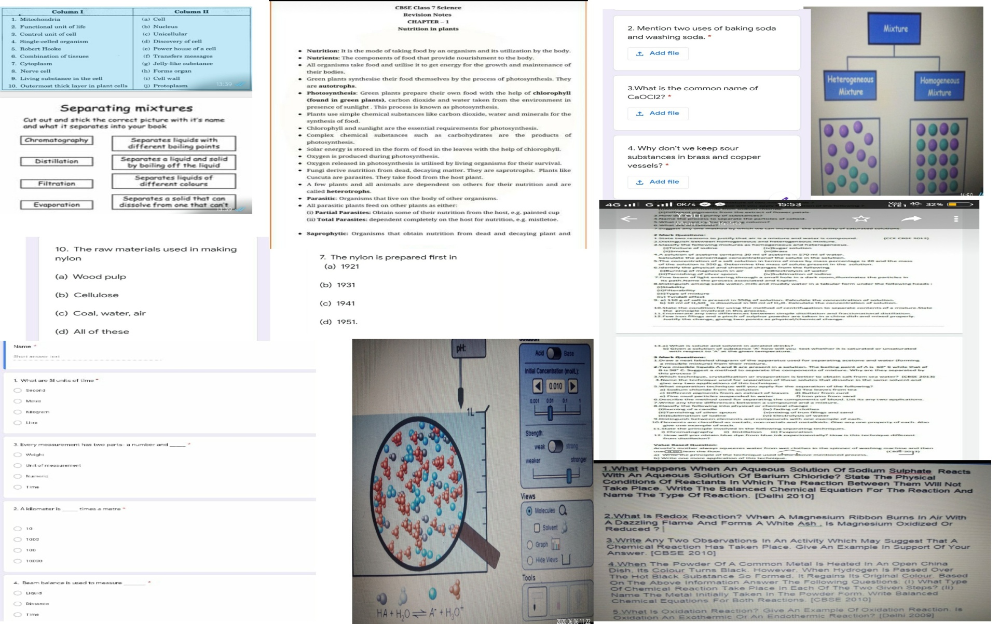 Column I Column II
1. Mitochondria (a) Cell
2. Functional unit of life (b) Nucleus
3. Control unit of cell (c) Unicellular
4. Single-celled organism (d) Discovery of cell
5. Robert Hooke (e) Power house of a cell
6. Combination of tissues (f) Transfers messages
7. Cytoplasm (g) Jelly-like substance
8. Nerve cell (h) Forms organ
9. Living substance in the cell (i) Cell wall
10. Outermost thick layer in plant cells (j) Protoplasm
13:39
Separating mixtures
Cut out and stick the correct picture with it's name
and what it separates into your book
Chromatography
Separates liquids with
different boiling points
Distillation
Separates a liquid and solid
by boiling off the liquid
Filtration
Separates liquids of
different colours
Evaporation
Separates a solid that can
dissolve from one that can't
13:39
CBSE Class 7 Science
Revision Notes
CHAPTER – 1
Nutrition in plants
• Nutrition: It is the mode of taking food by an organism and its utilization by the body.
• Nutrients: The components of food that provide nourishment to the body.
• All organisms take food and utilise it to get energy for the growth and maintenance of
their bodies.
• Green plants synthesise their food themselves by the process of photosynthesis. They
are autotrophs.
• Photosynthesis: Green plants prepare their own food with the help of chlorophyll
(found in green plants), carbon dioxide and water taken from the environment in
presence of sunlight . This process is known as photosynthesis.
• Plants use simple chemical substances like carbon dioxide, water and minerals for the
synthesis of food.
• Chlorophyll and sunlight are the essential requirements for photosynthesis.
• Complex chemical substances such as carbohydrates are the products of
photosynthesis.
• Solar energy is stored in the form of food in the leaves with the help of chlorophyll.
• Oxygen is produced during photosynthesis.
• Oxygen released in photosynthesis is utilised by living organisms for their survival.
• Fungi derive nutrition from dead, decaying matter. They are saprotrophs. Plants like
Cuscuta are parasites. They take food from the host plant.
• A few plants and all animals are dependent on others for their nutrition and are
called heterotrophs.
• Parasitic: Organisms that live on the body of other organisms.
• All parasitic plants feed on other plants as either:
(i) Partial Parasites: Obtain some of their nutrition from the host, e.g. painted cup
(ii) Total Parasites: dependent completely on the host for nutrition, e.g. mistletoe.
• Saprophytic: Organisms that obtain nutrition from dead and decaying plant and
2. Mention two uses of baking soda
and washing soda. *
Add file
3.What is the common name of
CaOCl2? *
Add file
4. Why don't we keep sour
substances in brass and copper
vessels? *
Add file
Mixture
Heterogeneous
Mixture
Homogeneous
Mixture
14:50
10. The raw materials used in making
nylon
(a) Wood pulp
(b) Cellulose
(c) Coal, water, air
(d) All of these
7. The nylon is prepared first in
(a) 1921
(b) 1931
(c) 1941
(d) 1951.
4G G 0K/s 15:53 4G 32%
You
(ii)Different pigments from the extract of flower petals.
4.Name the process to separate the particles of colloid.
7.Suggest any one method by which we can increase the solubility of saturated solutions.
2 Mark Questions:
1.State two reasons to justify that air is a mixture and water is compound. (CCE CBSE 2012)
2.Distinguish between homogeneous and heterogeneous mixture.
3.Classify the following mixtures as homogeneous and heterogeneous.
(i)Tincture of iodine (iv)Sugar solution
(ii)Smoke (iii)Brass
4.A solution of acetone contains 30 ml of acetone in 570 ml of water.
Calculate the percentage concentrationof the solute in the solution.
5.The concentration of a salt solution in terms of mass by mass percentage is 20 and the mass
of the solution is 550 g. Determine the mass of solute present in the solution.
6.Identify the physical and chemical changes from the following
(i)Burning of magnesium in air (ii)Electrolysis of water
(iii)Tarnishing of silver spoon (iv)Sublimation of iodine
7.Fine beam of light entering through a small hole in a dark room,illuminates the particles in
its path.Name the process associated and Explain.
8.Distinguish among soda water, milk and muddy water in a tabular form under the following heads :
(i)Stability
(ii)Filterability
(iii)Type of mixture
(iv) Tyndall effect
9. a) 110 g of salt is present in 550g of solution. Calculate the concentration of solution.
b) 10 ml of H2SO4 is dissolved in 90 ml of H2O. Calculate the concentration of solution.
10.State the condition for using the method of centrifugation to separate contents of a mixture.State
the principle involved in this process.
11.Enumerate any two differences between simple distillation and fractionational distillation.
12.Few iron filings and a pinch of sulphur powder are taken in a china dish and mixed properly.
Justify the change, giving two points as physical/chemical change.
13.a) What is solute and solvent in aerated drinks?
b) Given a solution of substance 'A' how will you test whether it is saturated or unsaturated
with respect to 'A' at the given temperature.
3 Mark Questions:
1.Draw a neat labeled diagram of the apparatus used for separating acetone and water (forming
a miscible mixture) from their mixture.
2.Two miscible liquids A and B are present in a solution. The boiling point of A is 60° C while that of
B is 98° C. Suggest a method to separate the components of mixture. Why are they separated by
this process ?
3.Which technique, crystallization or evaporation is better to obtain salt from sea water? (CBSE 2013)
4.Name the technique used for separation of those solutes that dissolve in the same solvent and
give any two applications of this technique.
5.What separation technique will you apply for the separation of the following?
a) Sodium chloride from its solution b) Tea leaves from tea
c) Different pigments from an extract of leaves d) Butter from curd
e) Fine mud particles suspended in water f) Iron pins from sand
6.Describe the method used for separating the components of blood. List its any two applications.
7.Write any three differences between a compound and a mixture.
8.Classify the following into physical or chemical change :
(i)burning of a candle (iv) fading of clothes
(ii)Tarnishing of silver spoon (v)mixing of iron filings and sand
(iii)Sublimation of iodine (vi) Electrolysis of water
9.Distinguish between elements and compounds with one example of each.
10.Elements are classified as metals, non-metals and metalloids. Give any one property of each. Also
give one example of each.
11.State the principle involved in the following separating techniques.
i) Chromatography ii) Distillation iii) Evaporation
12. How will you obtain blue dye from blue ink experimentally? How is this technique different
from distillation?
Value Based Question:
Arushi's mother always squeezes water from wet clothes in the spinner of washing machine and then
a) Write the principle of the technique used in the above mentioned process.
b) Write one more application of this technique.
Name *
Short answer text
1. What are SI units of time *
Second
Metre
Kilogram
Litre
3. Every measurement has two parts- a number and _____ *
Weight
Unit of measurement
Numeric
Time
2. A kilometer is _____ times a metre *
10
1000
100
10000
4. Beam balance is used to measure _______ *
Liquid
Distance
Time
pH:
1L
Solution
Acid Base
Initial Concentration (mol/L):
0.010
0.001 0.01 0.1 1
Strength:
weak strong
weaker stronger
Views
Molecules
Solvent
Graph
Hide Views
Tools
HA + H2O ⇌ A- + H3O+
2020.06.06 11:22
1.What Happens When An Aqueous Solution Of Sodium Sulphate Reacts
With An Aqueous Solution Of Barium Chloride? State The Physical
Conditions Of Reactants In Which The Reaction Between Them Will Not
Take Place. Write The Balanced Chemical Equation For The Reaction And
Name The Type Of Reaction. [Delhi 2010]
2.What Is Redox Reaction? When A Magnesium Ribbon Burns In Air With
A Dazzling Flame And Forms A White Ash , Is Magnesium Oxidized Or
Reduced ?
3.Write Any Two Observations In An Activity Which May Suggest That A
Chemical Reaction Has Taken Place. Give An Example In Support Of Your
Answer. [CBSE 2010]
4.When The Powder Of A Common Metal Is Heated In An Open China
Dish, Its Colour Turns Black. However, When Hydrogen Is Passed Over
The Hot Black Substance So Formed, It Regains Its Original Colour. Based
On The Above Information Answer The Following Questions: (I) What Type
Of Chemical Reaction Take Place In Each Of The Two Given Steps? (Ii)
Name The Metal Initially Taken In The Powder Form. Write Balanced
Chemical Equations For Both Reactions. [CBSE 2010]
5.What Is Oxidation Reaction? Give An Example Of Oxidation Reaction. Is
Oxidation An Exothermic Or An Endothermic Reaction? [Delhi 2009]